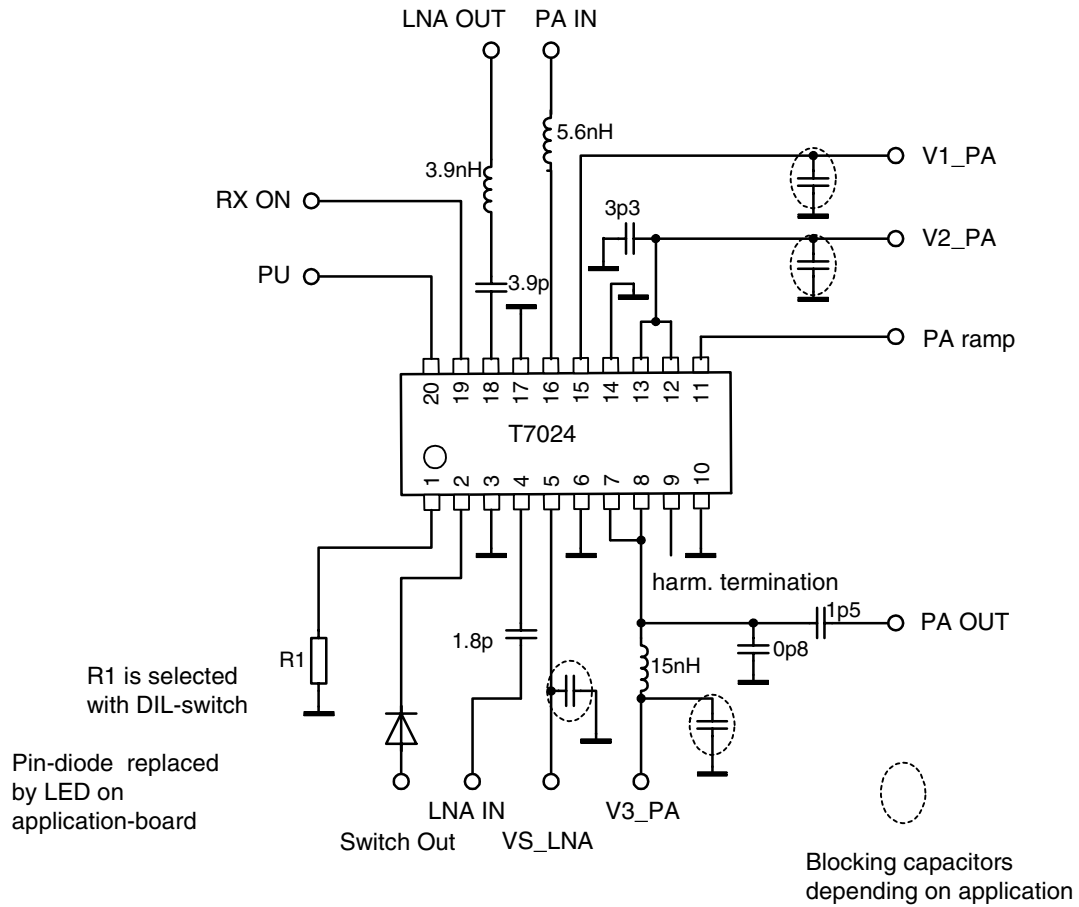 LNA OUT
PA IN
5.6nH
3.9nH
V1_PA
RX ON
3p3
V2_PA
PU
3.9p
PA ramp
20 19 18 17 16 15 14 13 12 11
T7024
1 2 3 4 5 6 7 8 9 10
harm. termination
1p5
PA OUT
1.8p
0p8
R1
15nH
R1 is selected
with DIL-switch
Pin-diode replaced
by LED on
application-board
LNA IN
V3_PA
Switch Out
VS_LNA
Blocking capacitors
depending on application